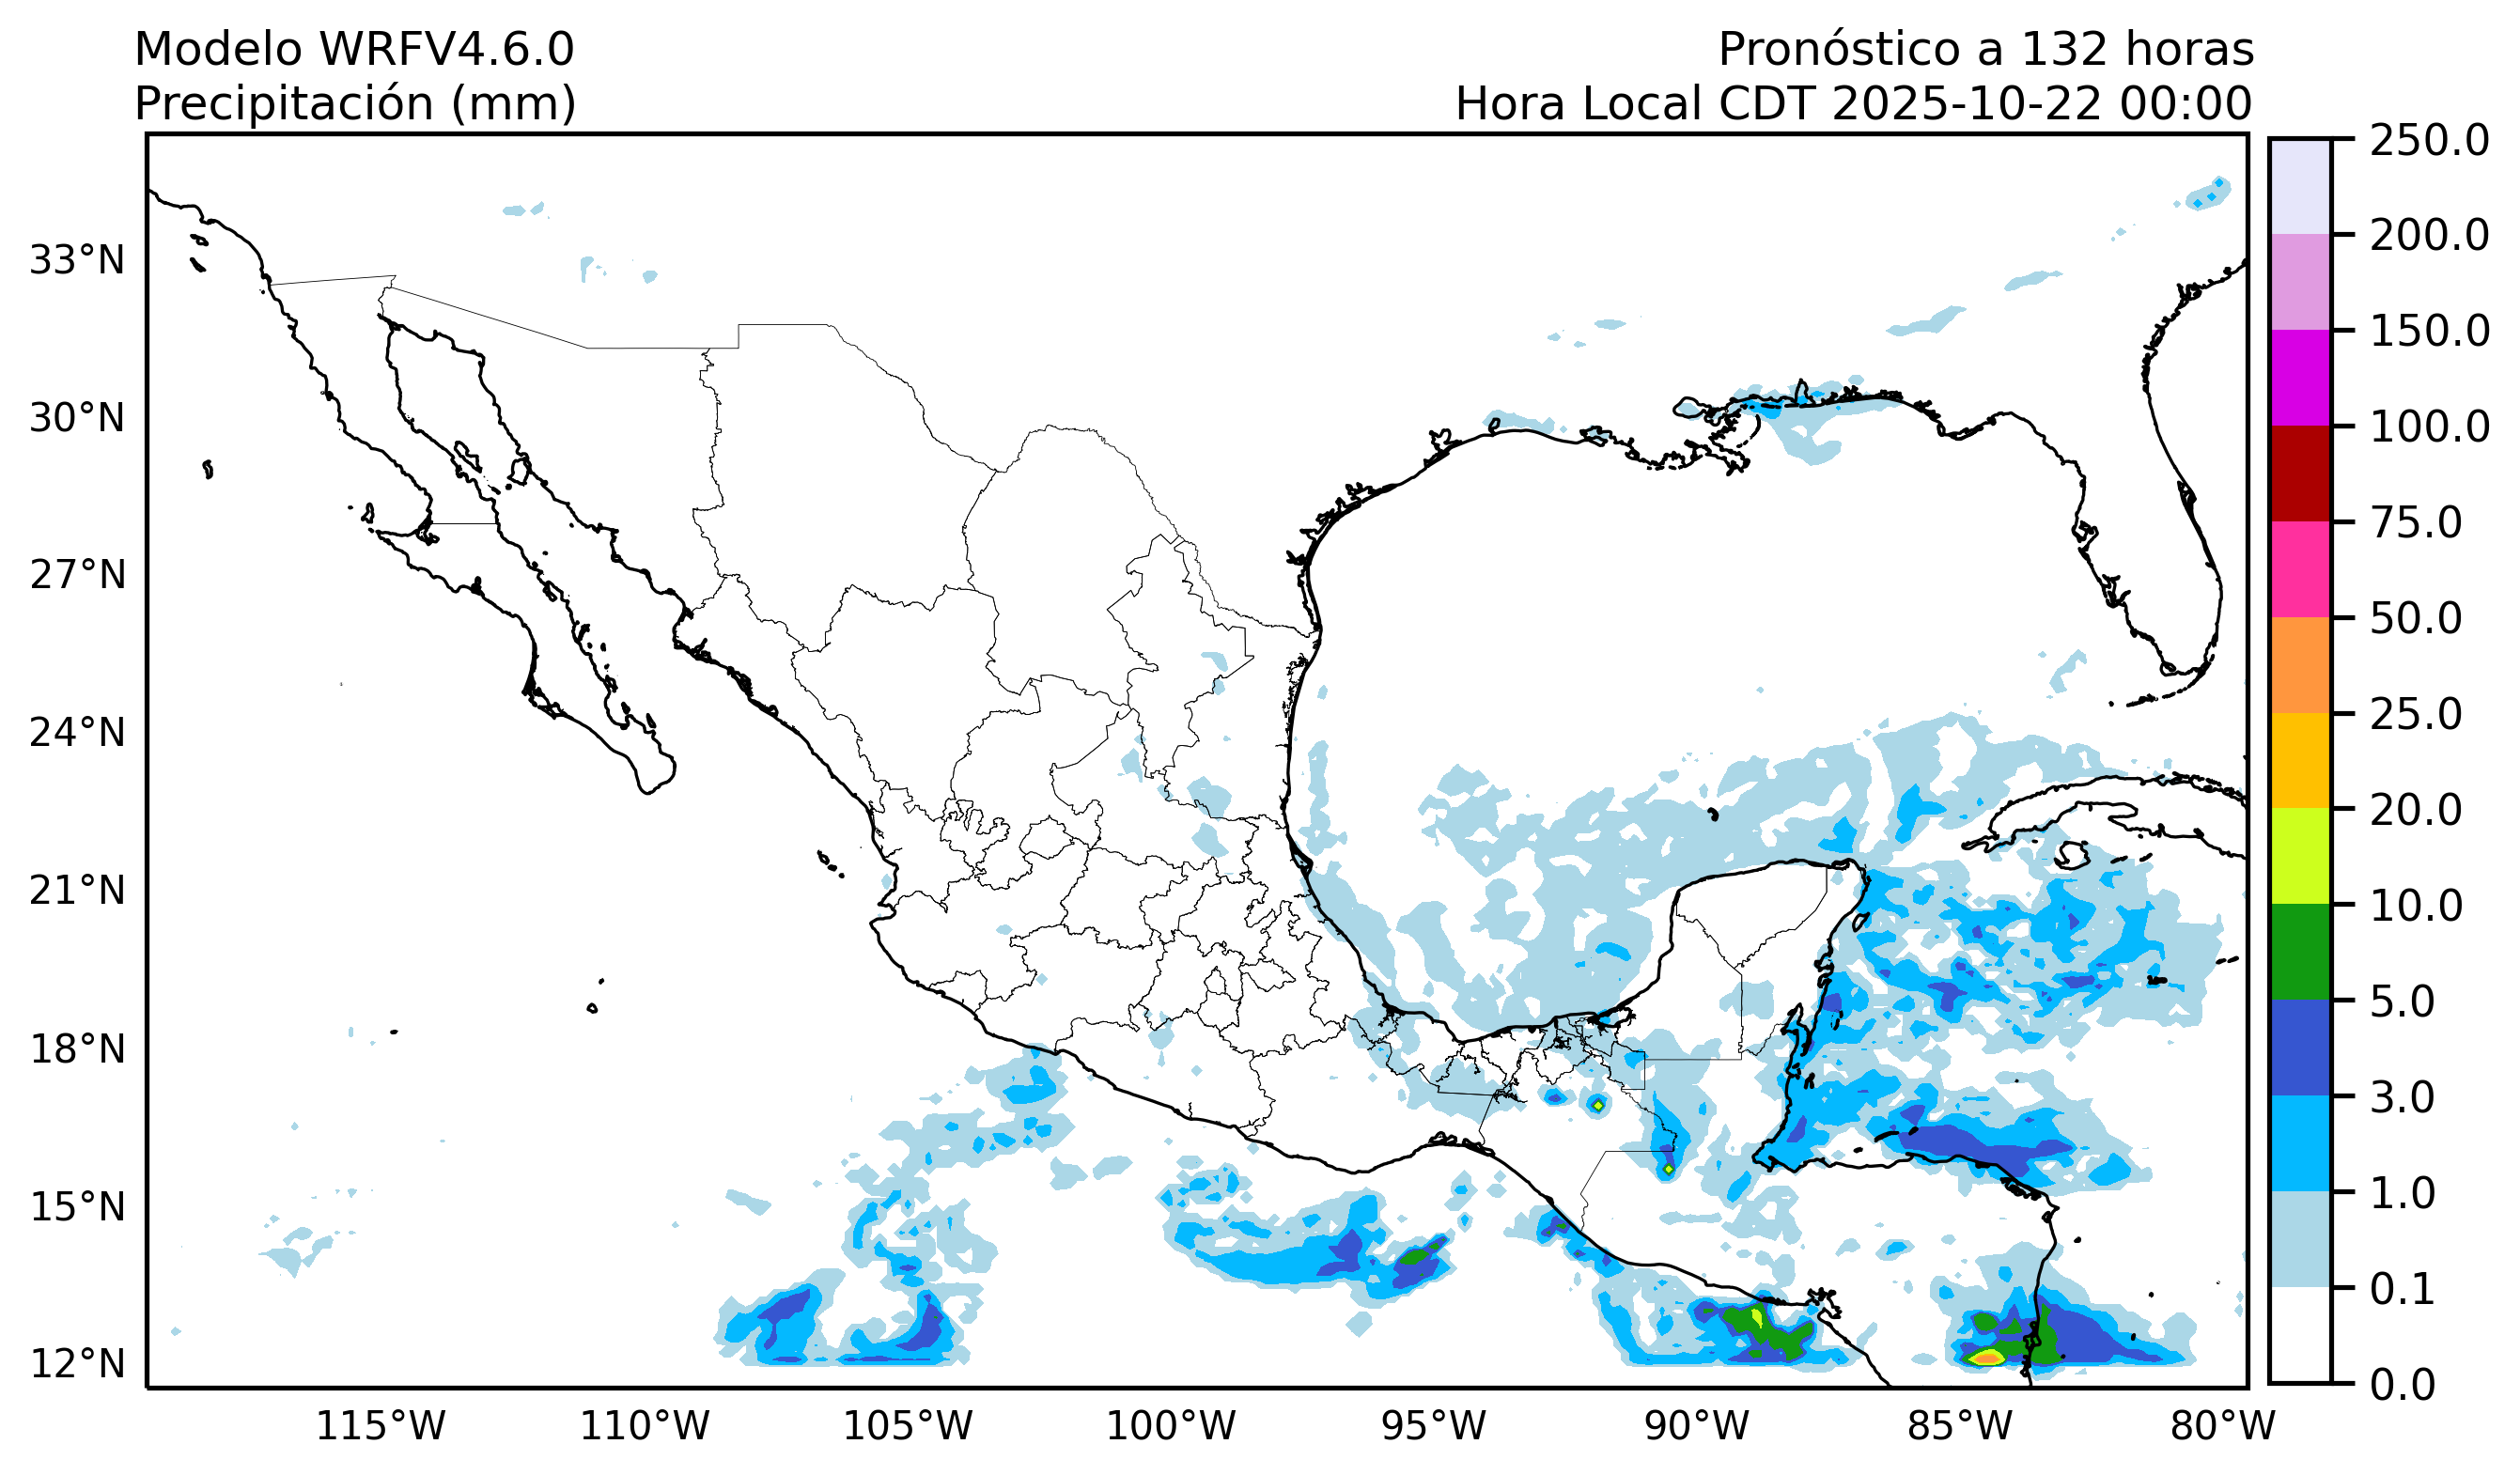 Modelo WRFV4.6.0
Precipitación (mm)
Pronóstico a 132 horas
Hora Local CDT 2025-10-22 00:00
33°N
30°N
27°N
24°N
21°N
18°N
15°N
12°N
115°W
110°W
105°W
100°W
95°W
90°W
85°W
80°W
250.0
200.0
150.0
100.0
75.0
50.0
25.0
20.0
10.0
5.0
3.0
1.0
0.1
0.0